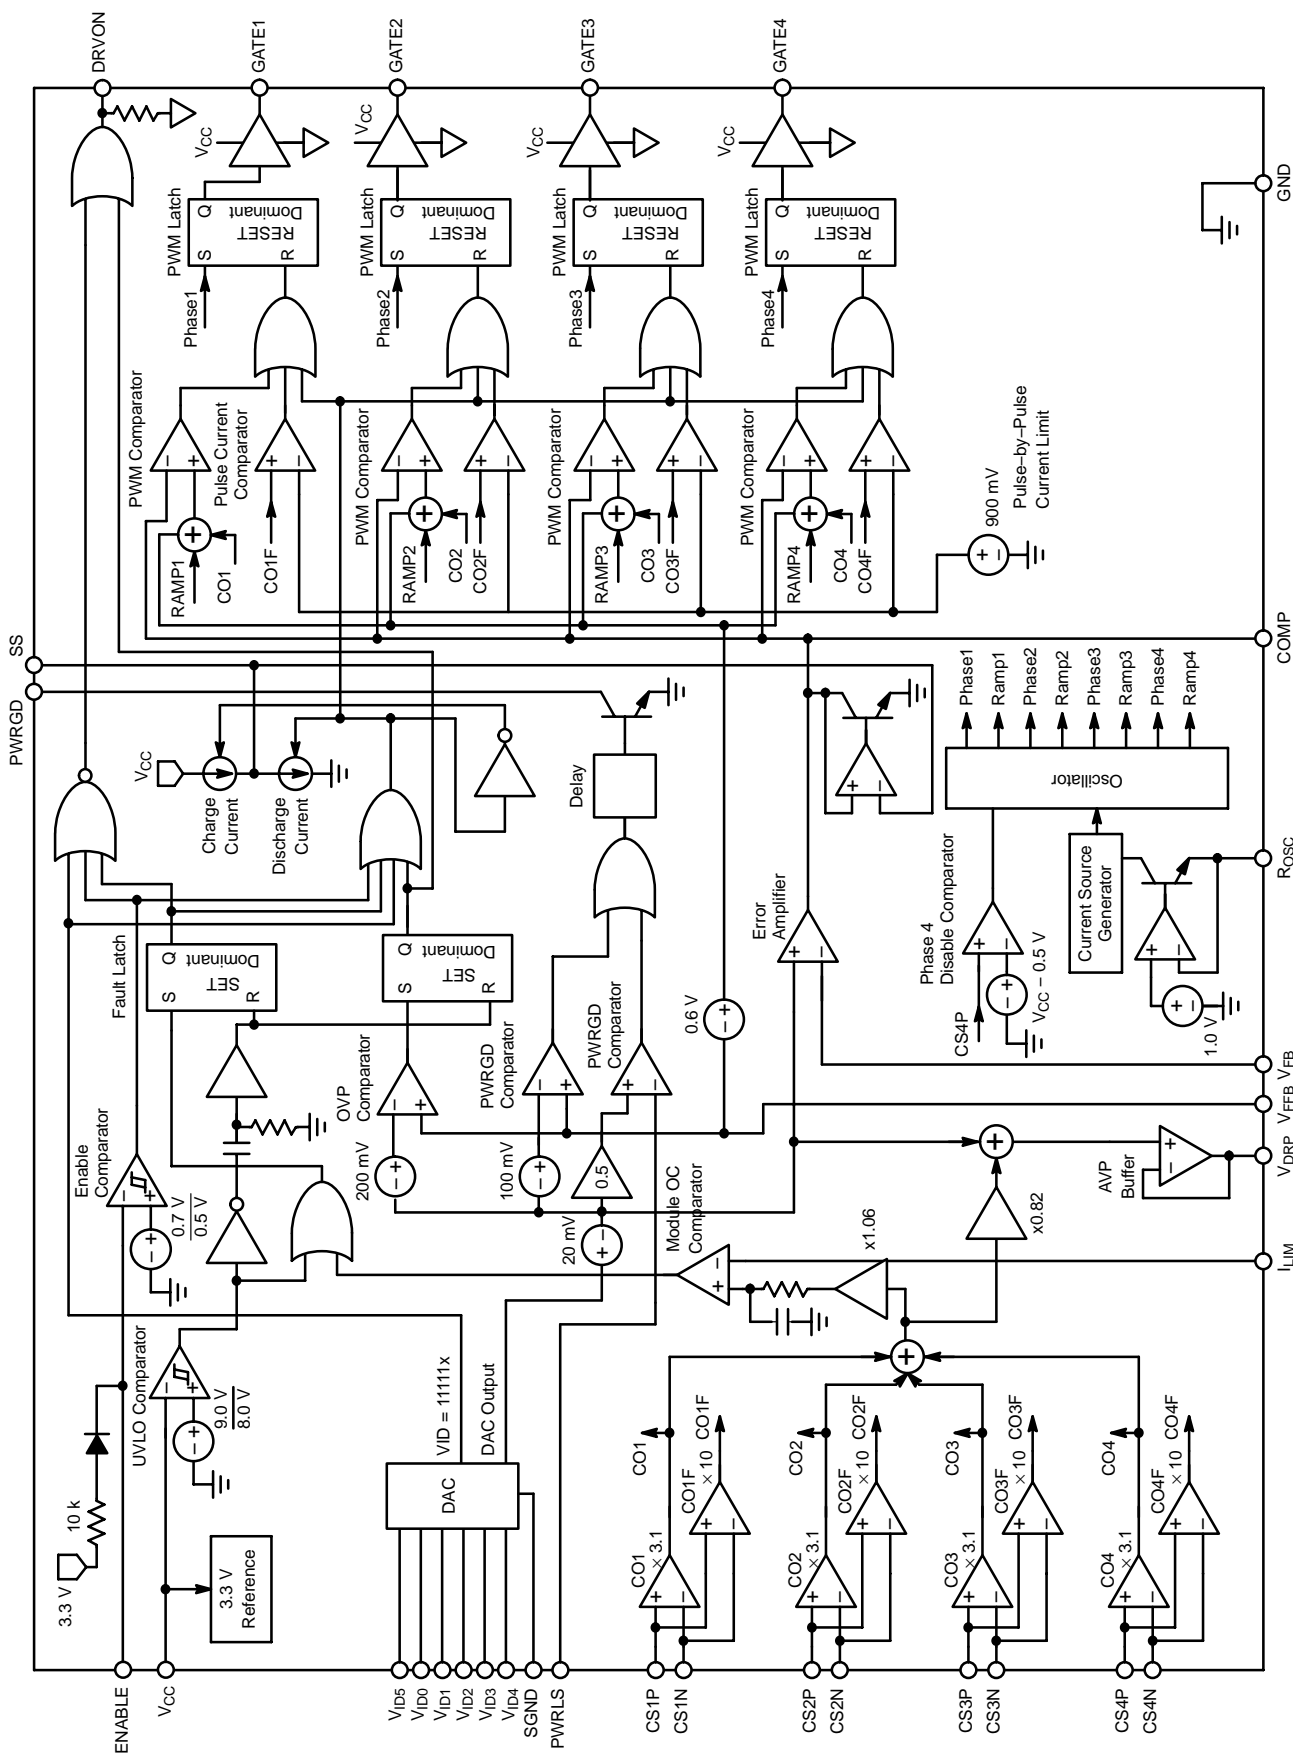 PWRGD
SS
DRVON
GATE1
GATE2
GATE3
GATE4
GND
COMP
ROSC
VFB
VFFB
VDRP
ILIM
ENABLE
VCC
VID5
VID0
VID1
VID2
VID3
VID4
SGND
PWRLS
CS1P
CS1N
CS2P
CS2N
CS3P
CS3N
CS4P
CS4N
3.3 V
10 k
3.3 V
Reference
UVLO Comparator
−
+
− +
9.0 V
8.0 V
Enable
Comparator
−
+
− +
0.7 V
0.5 V
Fault Latch
S
Q
SET
Dominant
R
VCC
Charge
Current
Discharge
Current
DAC
VID = 11111x
DAC Output
OVP
Comparator
−
+
200 mV
− +
S
Q
SET
Dominant
R
PWRGD
Comparator
−
+
100 mV
− +
0.5
20 mV
+ −
PWRGD
Comparator
+
−
Delay
0.6 V
− +
Module OC
Comparator
−
+
x1.06
x0.82
+
+
AVP
Buffer
+
−
Error
Amplifier
+
−
+
−
Phase 4
Disable Comparator
CS4P
+
−
− +
VCC − 0.5 V
Current Source
Generator
+
−
+ −
1.0 V
Oscillator
Phase1
Ramp1
Phase2
Ramp2
Phase3
Ramp3
Phase4
Ramp4
CO1
× 3.1
+
−
CO1F
× 10
+
−
CO1
CO1F
CO2
× 3.1
+
−
CO2F
× 10
+
−
CO2
CO2F
CO3
× 3.1
+
−
CO3F
× 10
+
−
CO3
CO3F
CO4
× 3.1
+
−
CO4F
× 10
+
−
CO4
CO4F
PWM Comparator
−
+
+
RAMP1
CO1
Pulse Current
Comparator
+
−
CO1F
Phase1
PWM Latch
S
Q
RESET
Dominant
R
VCC
PWM Comparator
−
+
+
RAMP2
CO2
+
−
CO2F
Phase2
PWM Latch
S
Q
RESET
Dominant
R
VCC
PWM Comparator
−
+
+
RAMP3
CO3
+
−
CO3F
Phase3
PWM Latch
S
Q
RESET
Dominant
R
VCC
PWM Comparator
−
+
+
RAMP4
CO4
+
−
CO4F
Phase4
PWM Latch
S
Q
RESET
Dominant
R
VCC
+ −
900 mV
Pulse−by−Pulse
Current Limit